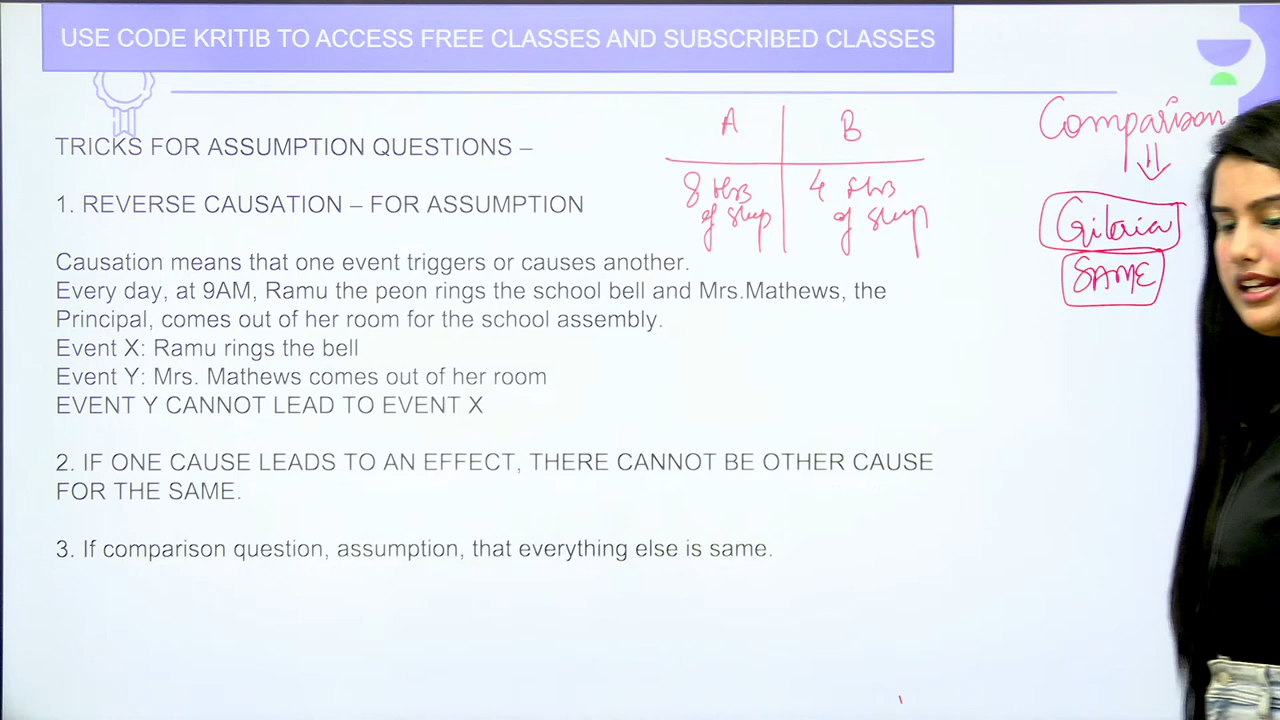 USE CODE KRITIB TO ACCESS FREE CLASSES AND SUBSCRIBED CLASSES
TRICKS FOR ASSUMPTION QUESTIONS –
1. REVERSE CAUSATION – FOR ASSUMPTION
Causation means that one event triggers or causes another.
Every day, at 9AM, Ramu the peon rings the school bell and Mrs.Mathews, the
Principal, comes out of her room for the school assembly.
Event X: Ramu rings the bell
Event Y: Mrs. Mathews comes out of her room
EVENT Y CANNOT LEAD TO EVENT X
2. IF ONE CAUSE LEADS TO AN EFFECT, THERE CANNOT BE OTHER CAUSE
FOR THE SAME.
3. If comparison question, assumption, that everything else is same.
A B
8 Hrs 4 Hrs
of sleep of sleep
Comparison
Criteria
SAME